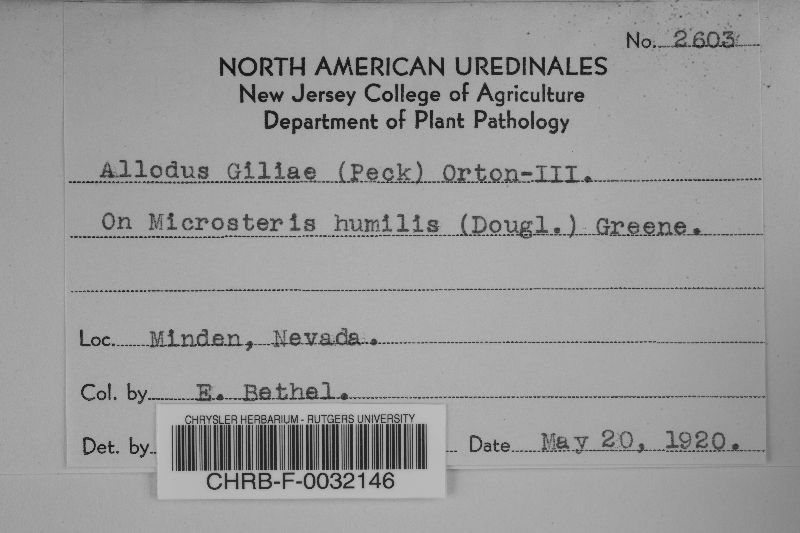 No. 2603
NORTH AMERICAN UREDINALES
New Jersey College of Agriculture
Department of Plant Pathology
Allodus Giliae (Peck) Orton-III.
On Microsteris humilis (Dougl.) Greene.
Loc. Minden, Nevada.
Col. by E. Bethel.
Det. by
Date May 20, 1920.
CHRYSLER HERBARIUM - RUTGERS UNIVERSITY
CHRB-F-0032146